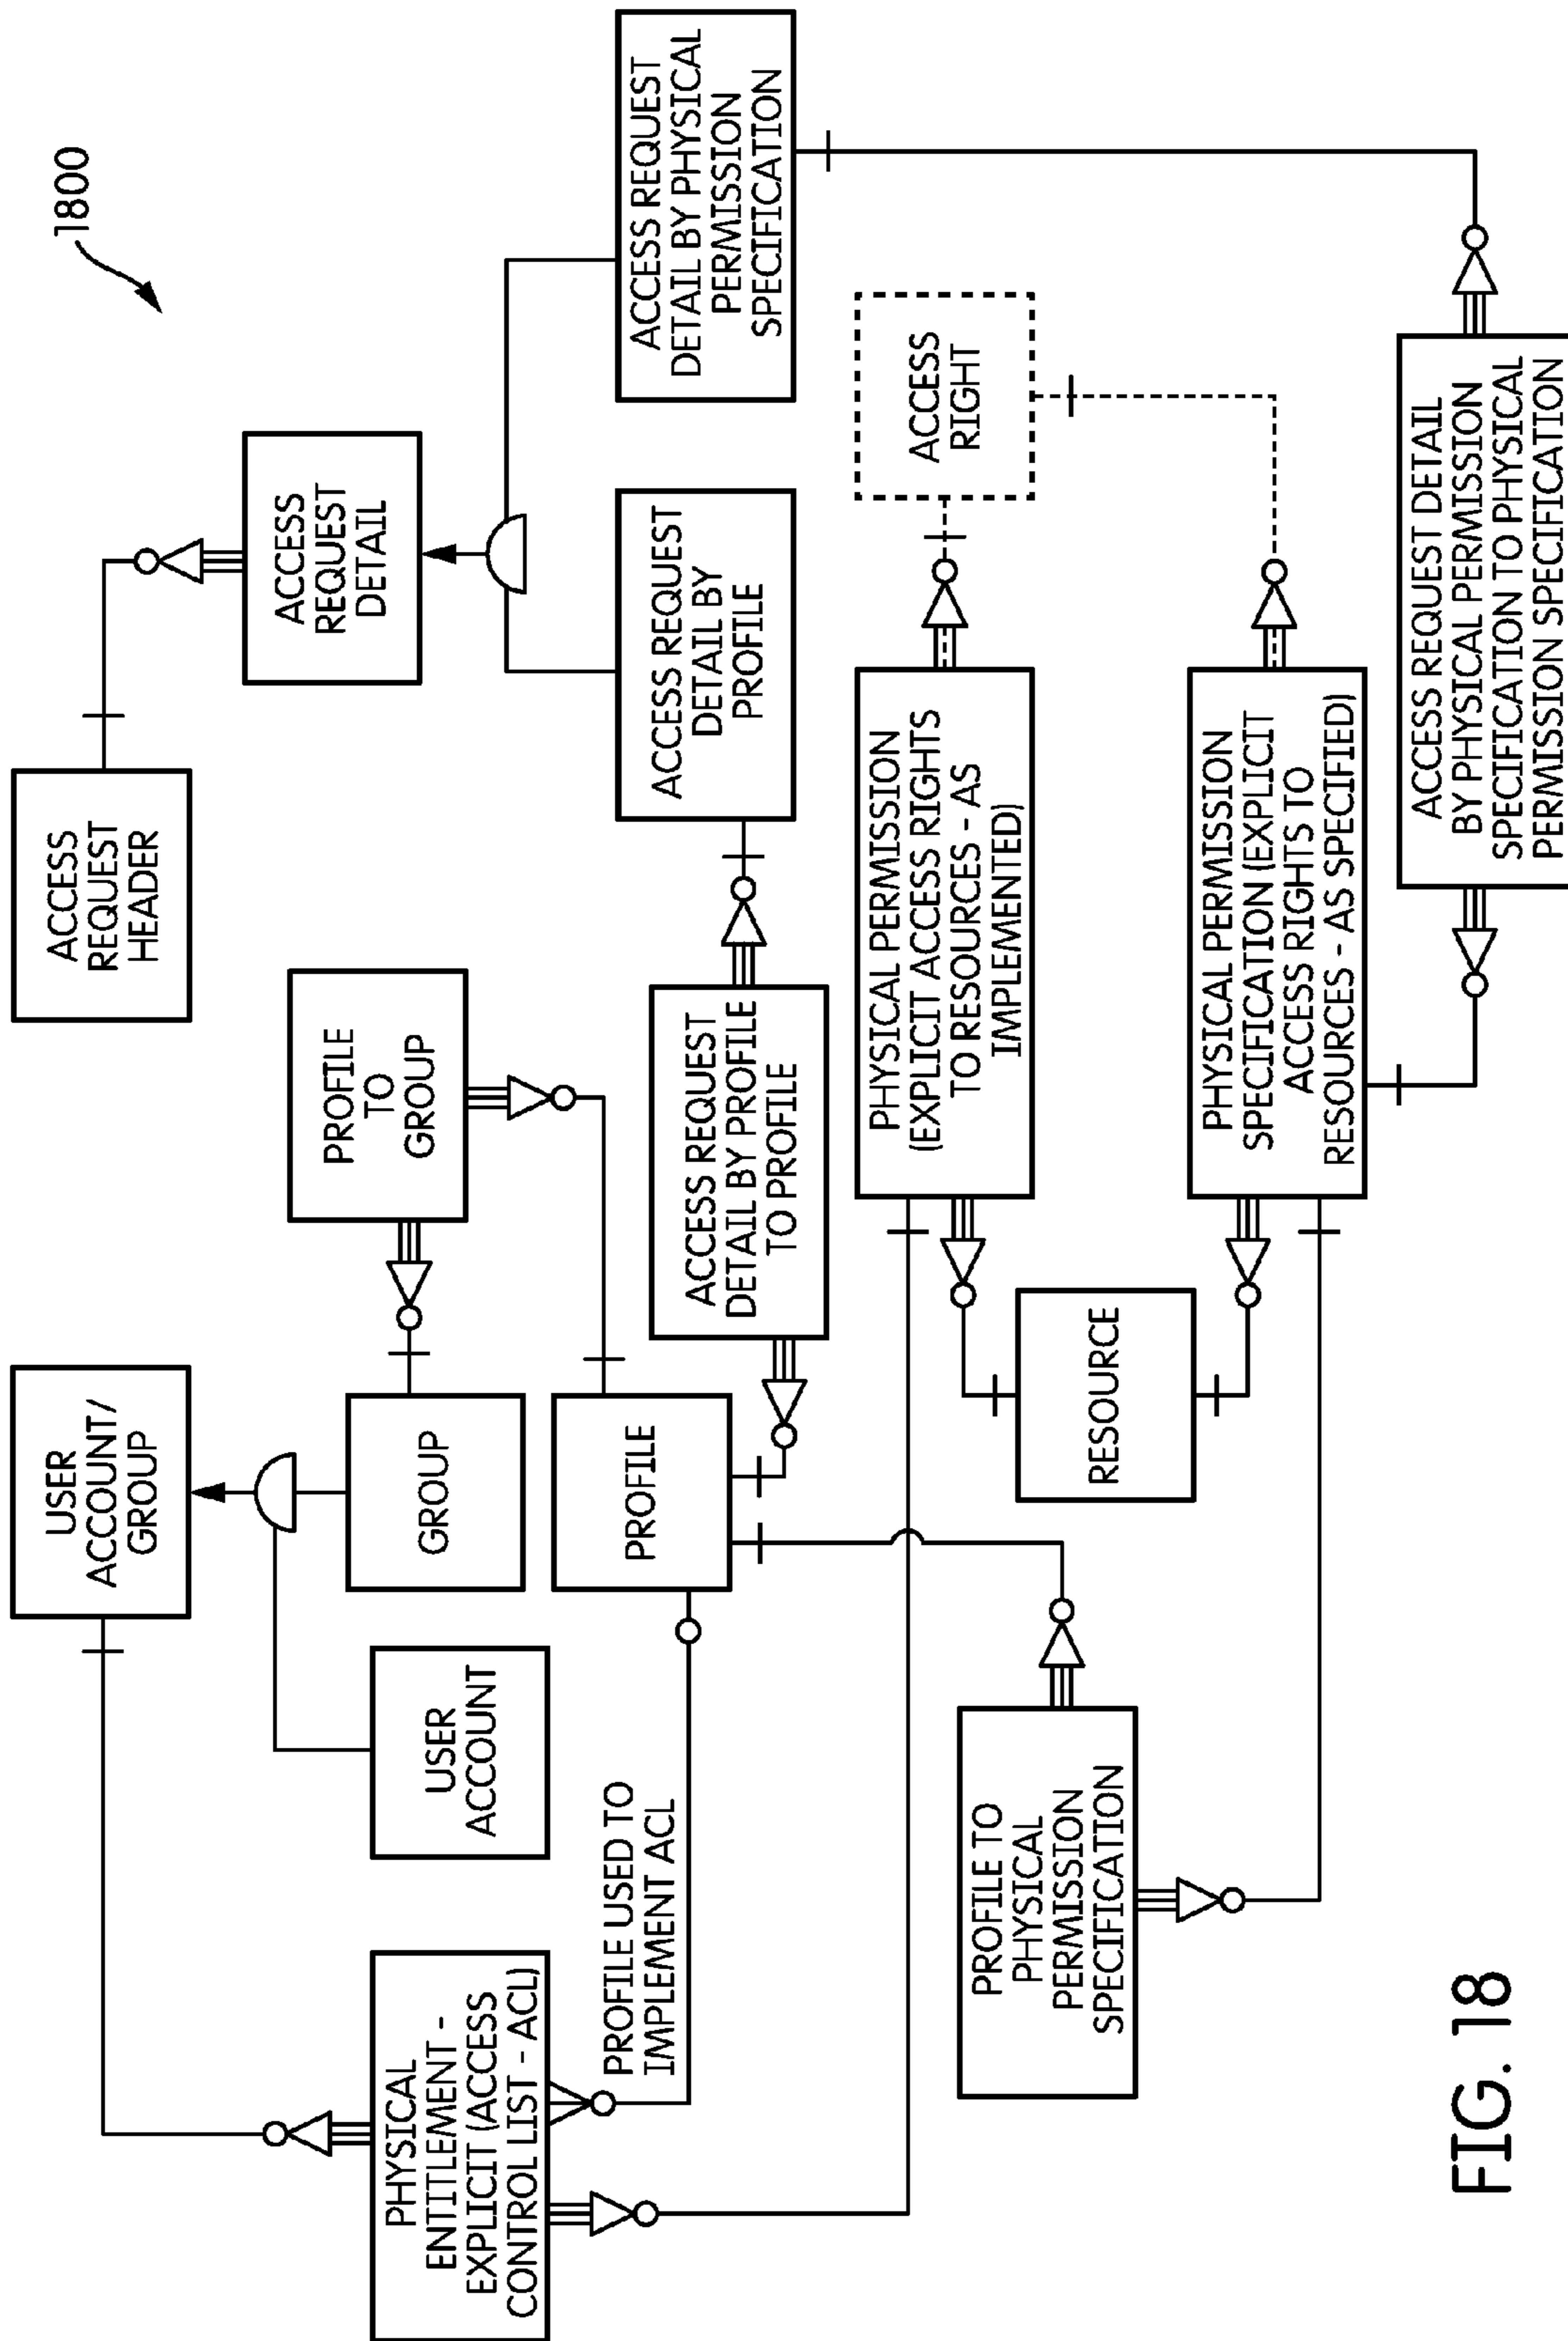 1800
PHYSICAL
ENTITLEMENT -
EXPLICIT (ACCESS
CONTROL LIST - ACL)
USER
ACCOUNT/
GROUP
USER
ACCOUNT
GROUP
PROFILE
TO
GROUP
ACCESS
REQUEST
HEADER
ACCESS
REQUEST
DETAIL
PROFILE USED TO
IMPLEMENT ACL
PROFILE
ACCESS REQUEST
DETAIL BY PROFILE
TO PROFILE
ACCESS REQUEST
DETAIL BY
PROFILE
ACCESS REQUEST
DETAIL BY PHYSICAL
PERMISSION
SPECIFICATION
PHYSICAL PERMISSION
(EXPLICIT ACCESS RIGHTS
TO RESOURCES - AS
IMPLEMENTED)
ACCESS
RIGHT
PROFILE TO
PHYSICAL
PERMISSION
SPECIFICATION
RESOURCE
PHYSICAL PERMISSION
SPECIFICATION (EXPLICIT
ACCESS RIGHTS TO
RESOURCES - AS SPECIFIED)
ACCESS REQUEST DETAIL
BY PHYSICAL PERMISSION
SPECIFICATION TO PHYSICAL
PERMISSION SPECIFICATION
FIG. 18